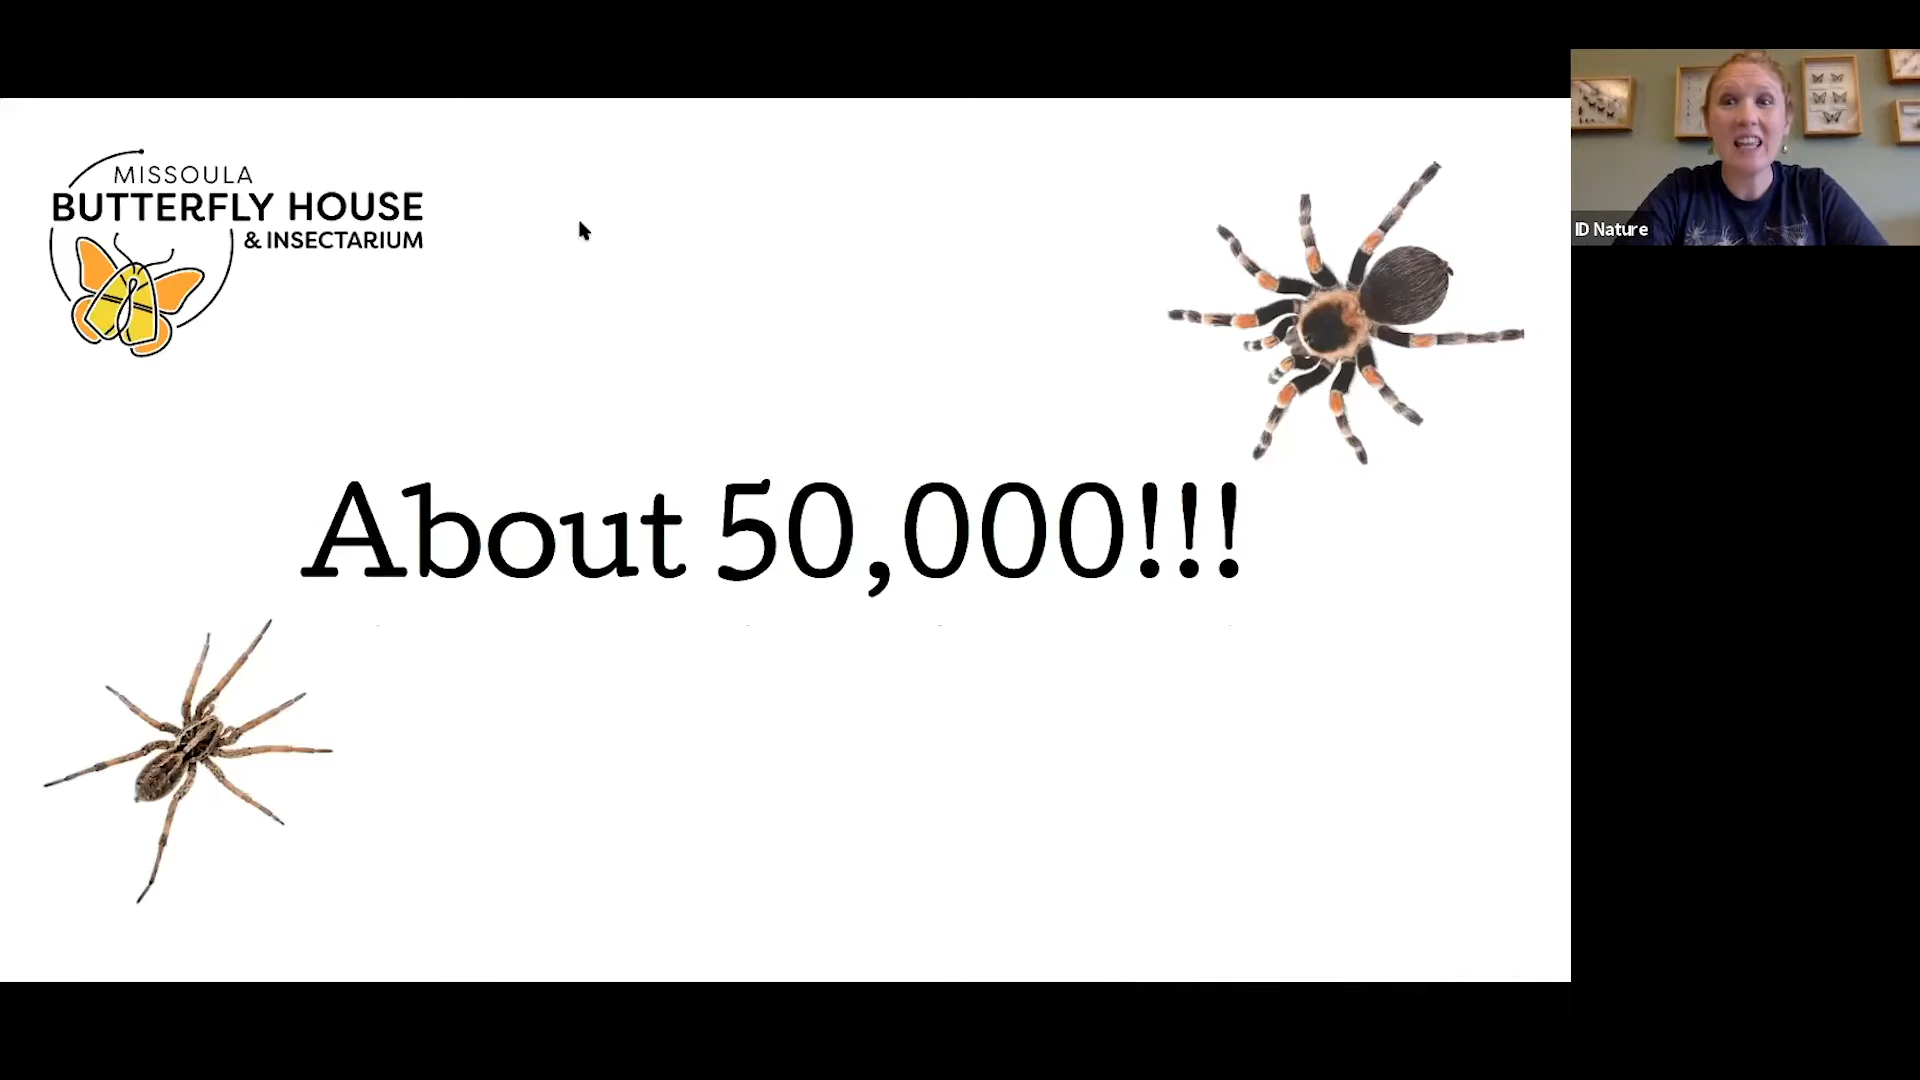 MISSOULA
BUTTERFLY HOUSE
& INSECTARIUM
ID Nature
About 50,000!!!